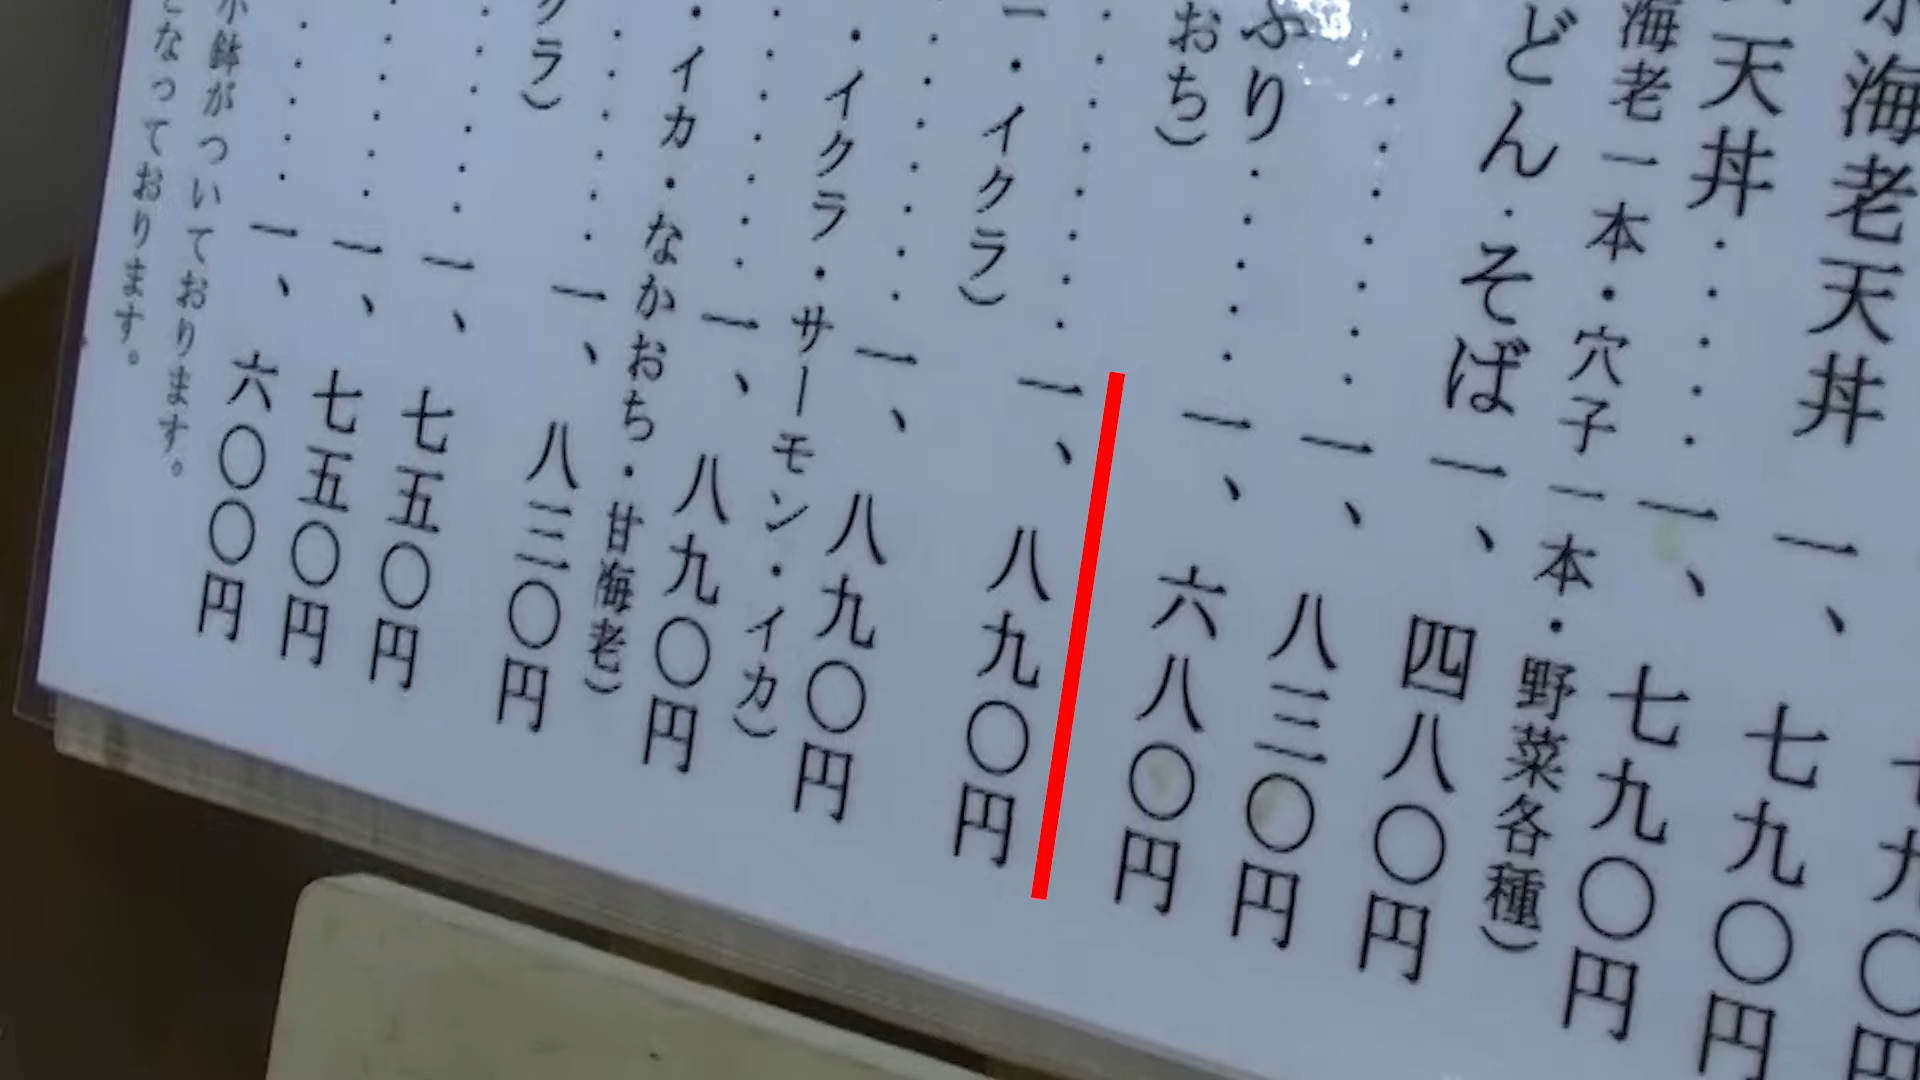 小海老天丼
一、七九〇円
天丼・・・・・一、七九〇円
海老一本・穴子一本・野菜各種）
どん・そば一、四八〇円
・・・・・・・一、八三〇円
ぶり・・・・・一、六八〇円
おち）
・・・・・・・一、八九〇円
ー・イクラ）
・・・・・・一、八九〇円
・イクラ・サーモン・イカ）
・・・・・・一、八九〇円
・イカ・なかおち・甘海老）
・・・・・一、八三〇円
クラ）
・・・・・一、七五〇円
・・・・・一、七五〇円
・・・・・一、六〇〇円
小鉢がついております。
となっております。